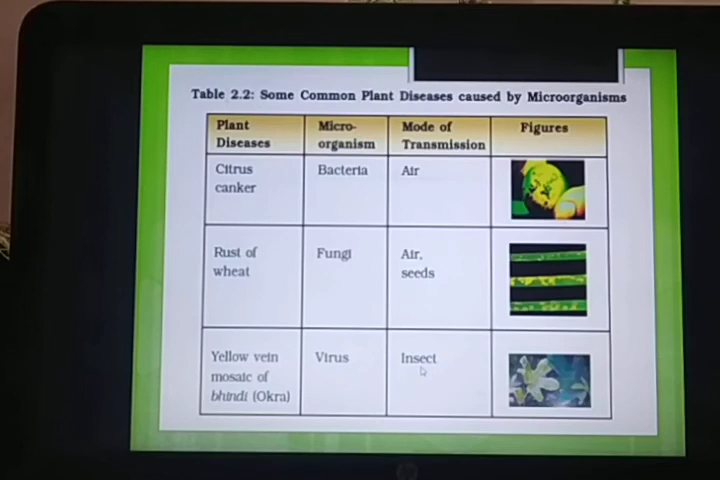 Table 2.2: Some Common Plant Diseases caused by Microorganisms
Plant Diseases
Micro-organism
Mode of Transmission
Figures
Citrus canker
Bacteria
Air
Rust of wheat
Fungi
Air, seeds
Yellow vein mosaic of bhindi (Okra)
Virus
Insect